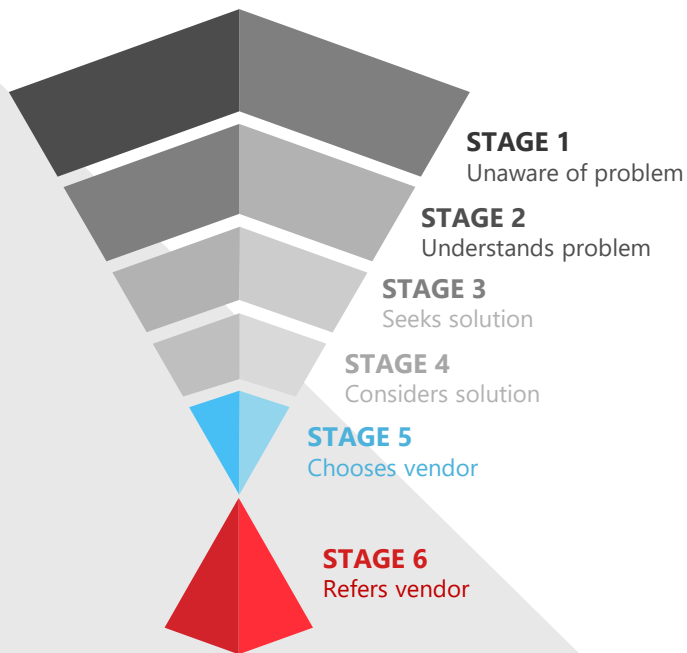 STAGE 1
Unaware of problem
STAGE 2
Understands problem
STAGE 3
Seeks solution
STAGE 4
Considers solution
STAGE 5
Chooses vendor
STAGE 6
Refers vendor